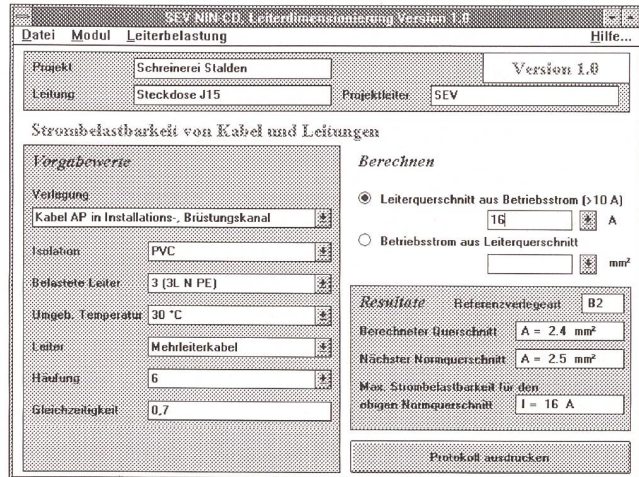 SEV NIN-CD, Leiterdimensionierung Version 1.0
Datei Modul Leiterbelastung Hilfe...
Projekt Schreinerei Stalden Version 1.0
Leitung Steckdose J15 Projektleiter SEV
Strombelastbarkeit von Kabel und Leitungen
Vorgabewerte
Verlegung
Kabel AP in Installations-, Brüstungskanal
Isolation PVC
Belastete Leiter 3 (3L N PE)
Umgeb. Temperatur 30 °C
Leiter Mehrleiterkabel
Häufung 6
Gleichzeitigkeit 0,7
Berechnen
Leiterquerschnitt aus Betriebsstrom (>10 A)
16 A
Betriebsstrom aus Leiterquerschnitt
mm²
Resultate Referenzverlegeart B2
Berechneter Querschnitt A = 2.4 mm²
Nächster Normquerschnitt A = 2.5 mm²
Max. Strombelastbarkeit für den
obigen Normquerschnitt I = 16 A
Protokoll ausdrucken